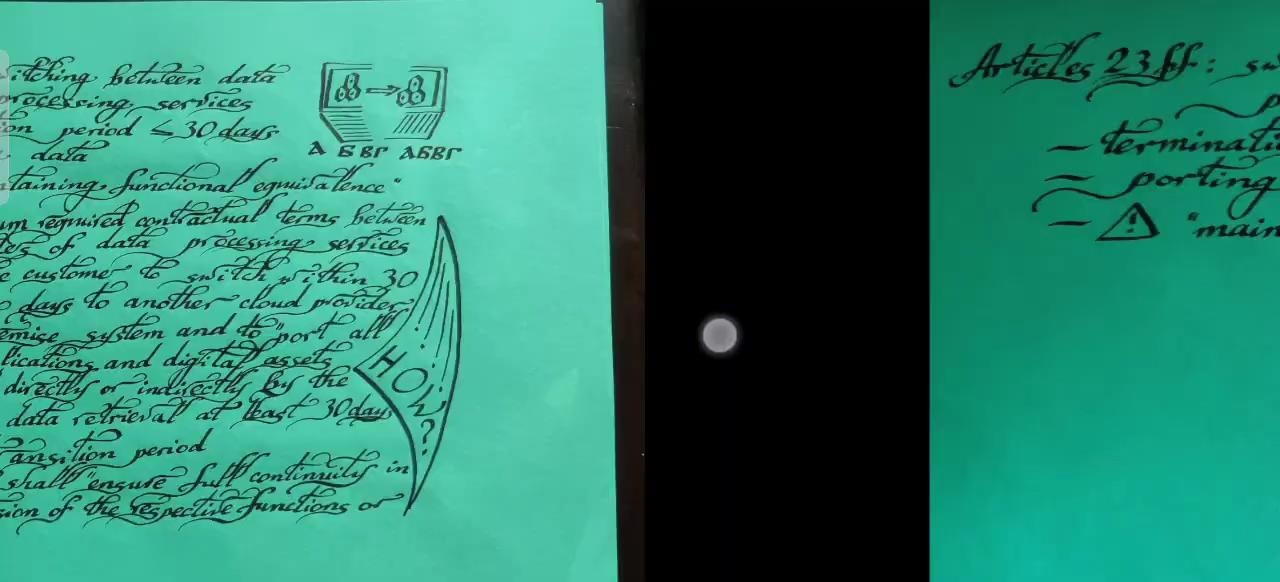 itching between data
processing services
ion period ≤ 30 days
data
А Б В Г А Б В Г
taining functional equivalence"
um required contractual terms between
of data processing services
e customer to switch within 30
days to another cloud provider
emise system and to "port all
lications and digital assets
directly or indirectly by the
data retrieval at least 30 days
ansition period
shall "ensure full continuity in
sion of the respective functions or
HOW?
Articles 23 ff: sw
p
— terminati
— porting
— ! "main